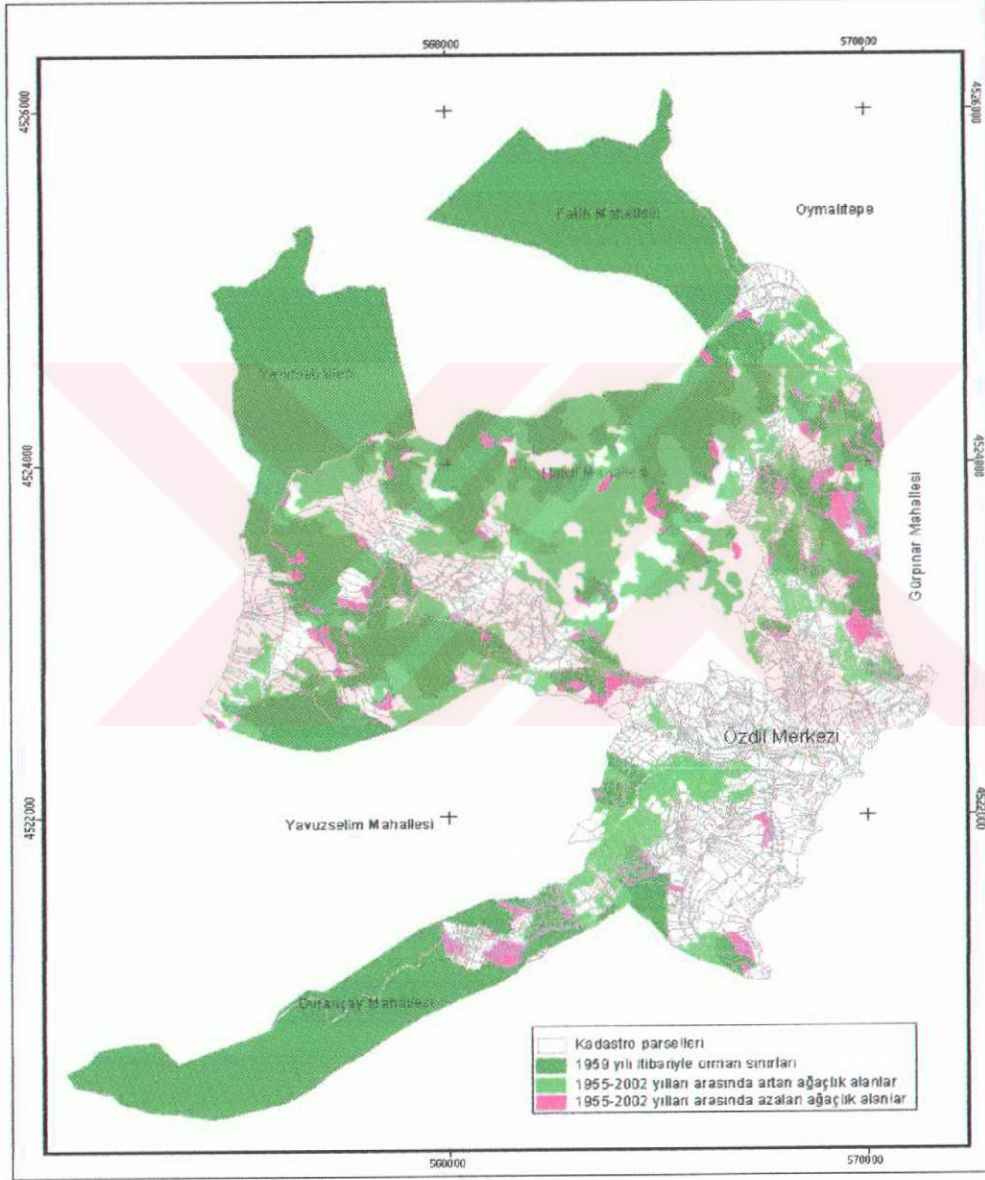 560000 570000
4526000
4526000
Fatih Mahallesi
Oymalıtepe
4524000
4524000
Gürpınar Mahallesi
Özdil Merkezi
4522000
4522000
Yavuzselim Mahallesi
Kadastro parselleri
1959 yılı itibariyle orman sınırları
1955-2002 yılları arasında artan ağaçlık alanlar
1955-2002 yılları arasında azalan ağaçlık alanlar
560000 570000